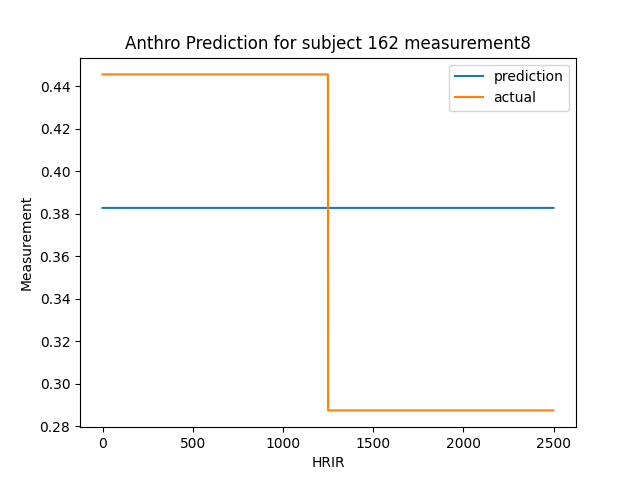 Anthro Prediction for subject 162 measurement8
prediction
actual
Measurement
0.44
0.42
0.40
0.38
0.36
0.34
0.32
0.30
0.28
0 500 1000 1500 2000 2500
HRIR